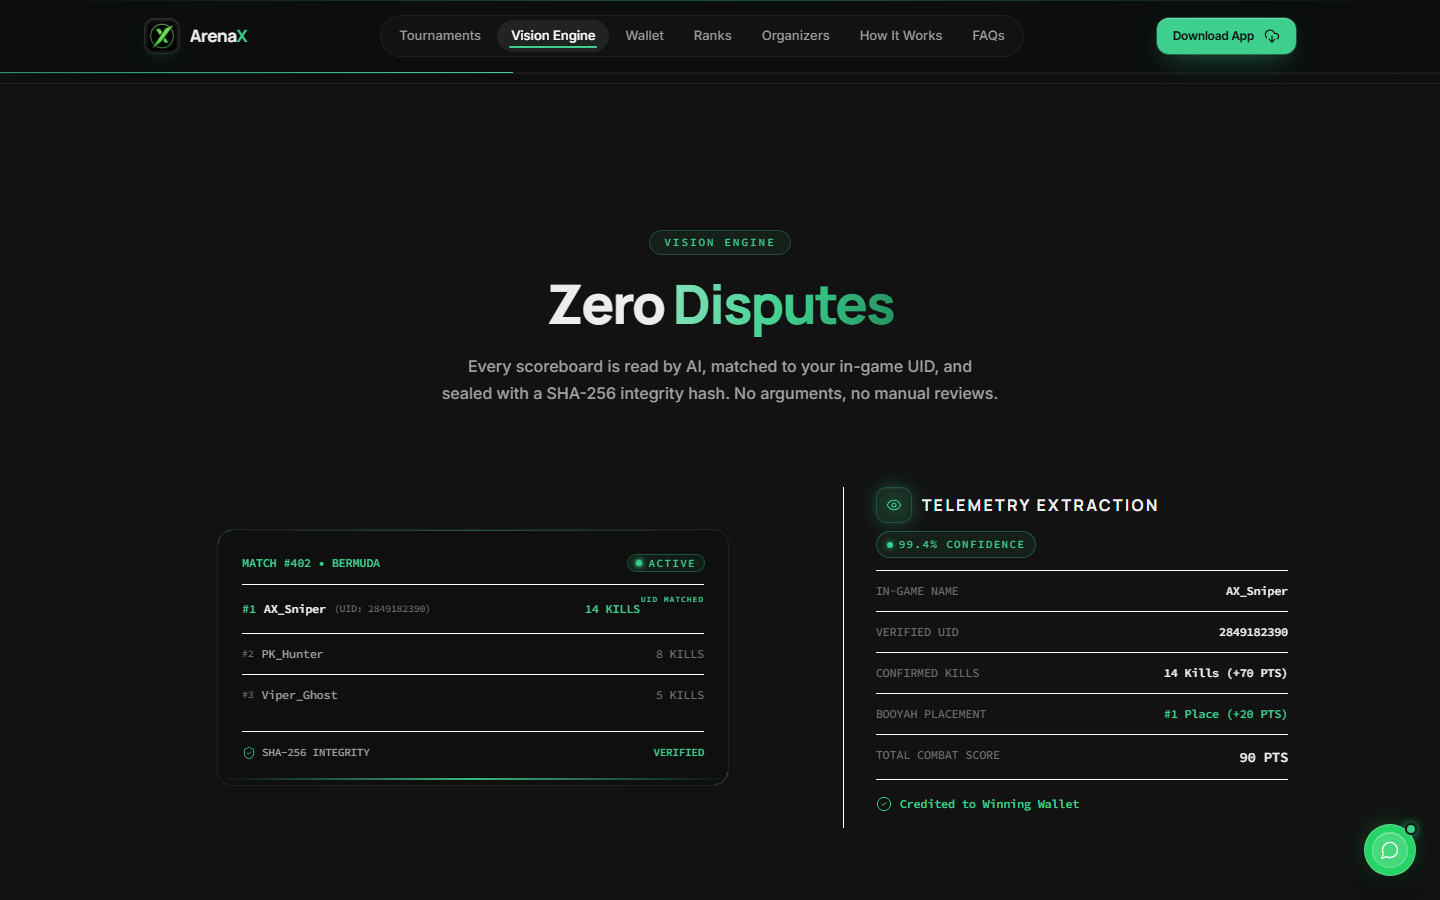 ArenaX
Tournaments
Vision Engine
Wallet
Ranks
Organizers
How It Works
FAQs
Download App
VISION ENGINE
Zero Disputes
Every scoreboard is read by AI, matched to your in-game UID, and
sealed with a SHA-256 integrity hash. No arguments, no manual reviews.
MATCH #402 • BERMUDA
ACTIVE
#1 AX_Sniper (UID: 2849182390)
14 KILLS
UID MATCHED
#2 PK_Hunter
8 KILLS
#3 Viper_Ghost
5 KILLS
SHA-256 INTEGRITY
VERIFIED
TELEMETRY EXTRACTION
99.4% CONFIDENCE
IN-GAME NAME
AX_Sniper
VERIFIED UID
2849182390
CONFIRMED KILLS
14 Kills (+70 PTS)
BOOYAH PLACEMENT
#1 Place (+20 PTS)
TOTAL COMBAT SCORE
90 PTS
Credited to Winning Wallet